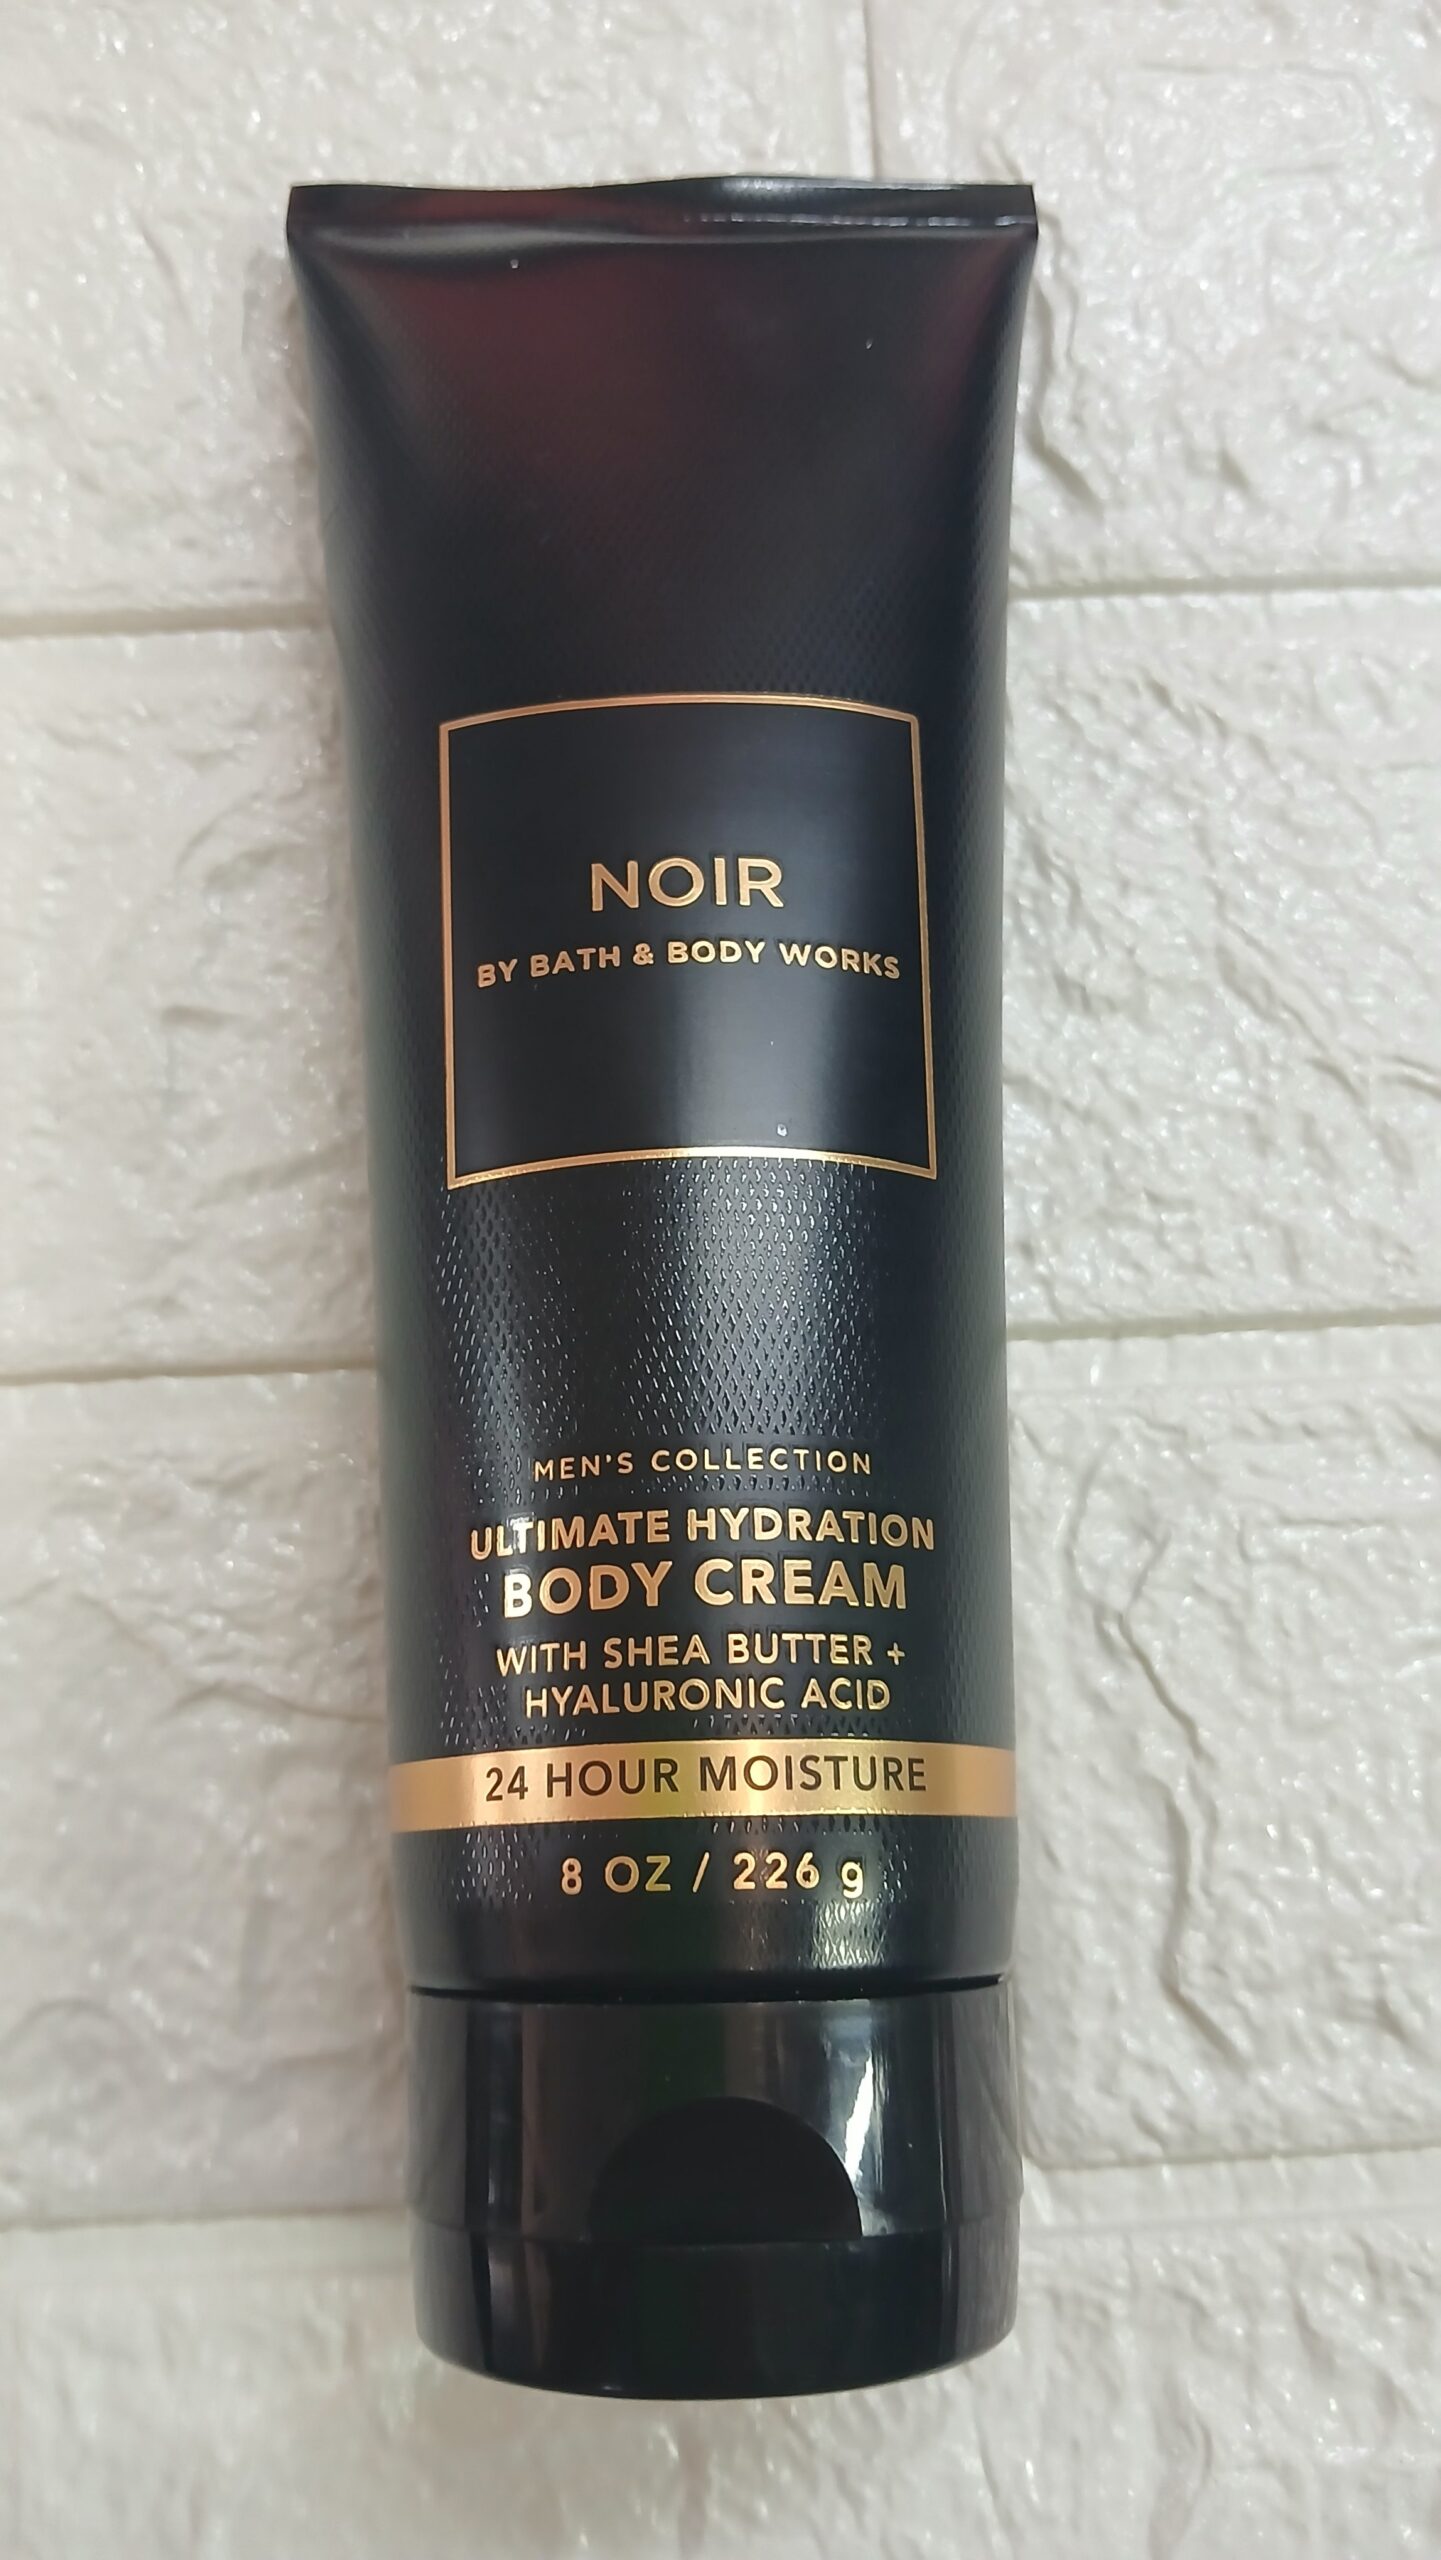 NOIR
BY BATH & BODY WORKS
MEN'S COLLECTION
ULTIMATE HYDRATION
BODY CREAM
WITH SHEA BUTTER +
HYALURONIC ACID
24 HOUR MOISTURE
8 OZ / 226 g